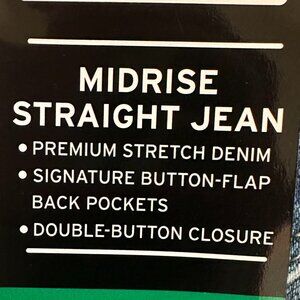 MIDRISE
STRAIGHT JEAN
• PREMIUM STRETCH DENIM
• SIGNATURE BUTTON-FLAP
BACK POCKETS
• DOUBLE-BUTTON CLOSURE